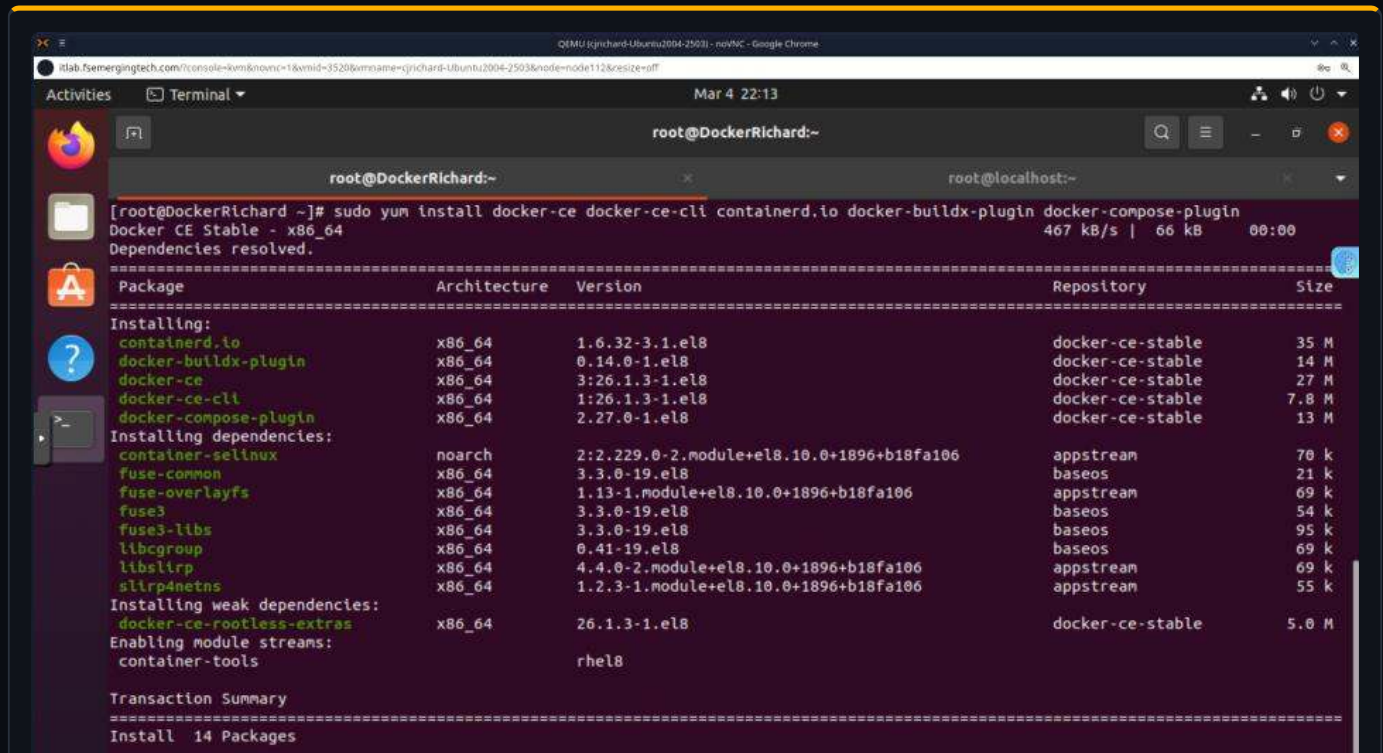 QEMU (cjrichard-Ubuntu2004-2503) - noVNC - Google Chrome
itlab.fsemergingtech.com/?console=kvm&novnc=1&vmid=3520&vmname=cjrichard-Ubuntu2004-2503&node=node112&resize=off
Activities Terminal Mar 4 22:13
root@DockerRichard:~
root@DockerRichard:~ root@localhost:~
[root@DockerRichard ~]# sudo yum install docker-ce docker-ce-cli containerd.io docker-buildx-plugin docker-compose-plugin
Docker CE Stable - x86_64 467 kB/s | 66 kB 00:00
Dependencies resolved.
================================================================================
Package Architecture Version Repository Size
================================================================================
Installing:
containerd.io x86_64 1.6.32-3.1.el8 docker-ce-stable 35 M
docker-buildx-plugin x86_64 0.14.0-1.el8 docker-ce-stable 14 M
docker-ce x86_64 3:26.1.3-1.el8 docker-ce-stable 27 M
docker-ce-cli x86_64 1:26.1.3-1.el8 docker-ce-stable 7.8 M
docker-compose-plugin x86_64 2.27.0-1.el8 docker-ce-stable 13 M
Installing dependencies:
container-selinux noarch 2:2.229.0-2.module+el8.10.0+1896+b18fa106 appstream 70 k
fuse-common x86_64 3.3.0-19.el8 baseos 21 k
fuse-overlayfs x86_64 1.13-1.module+el8.10.0+1896+b18fa106 appstream 69 k
fuse3 x86_64 3.3.0-19.el8 baseos 54 k
fuse3-libs x86_64 3.3.0-19.el8 baseos 95 k
libcgroup x86_64 0.41-19.el8 baseos 69 k
libslirp x86_64 4.4.0-2.module+el8.10.0+1896+b18fa106 appstream 69 k
slirp4netns x86_64 1.2.3-1.module+el8.10.0+1896+b18fa106 appstream 55 k
Installing weak dependencies:
docker-ce-rootless-extras x86_64 26.1.3-1.el8 docker-ce-stable 5.0 M
Enabling module streams:
container-tools rhel8
Transaction Summary
================================================================================
Install 14 Packages